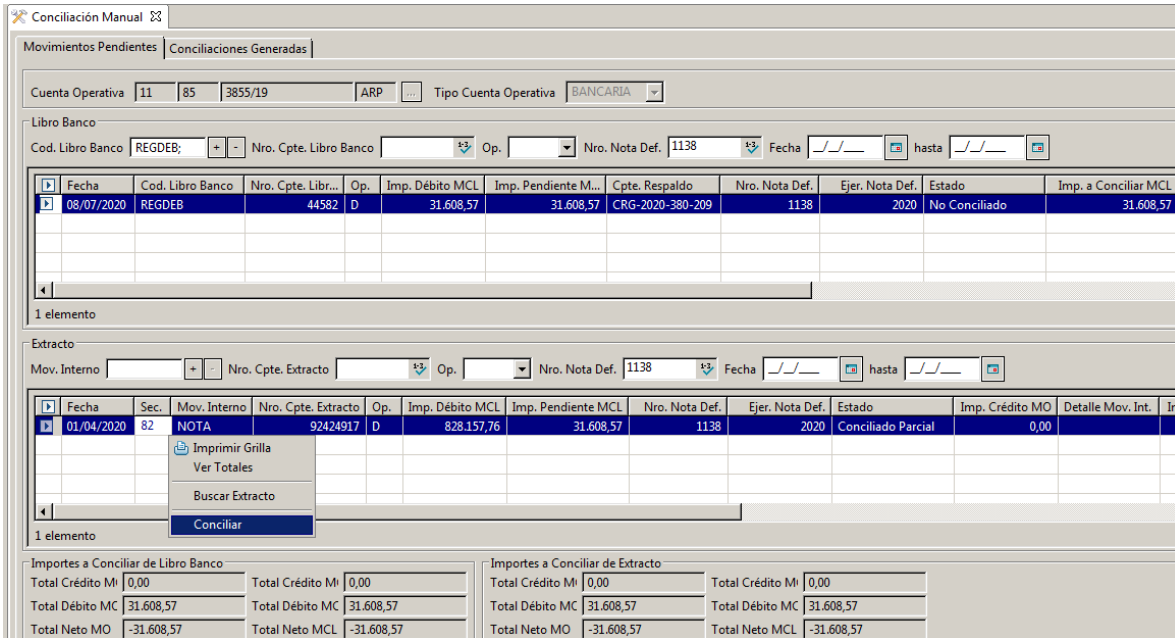 Conciliación Manual
Movimientos Pendientes Conciliaciones Generadas
Cuenta Operativa 11 85 3855/19 ARP ... Tipo Cuenta Operativa BANCARIA
Libro Banco
Cod. Libro Banco REGDEB; + - Nro. Cpte. Libro Banco Op. Nro. Nota Def. 1138 Fecha _/_/__ hasta _/_/__
Fecha Cod. Libro Banco Nro. Cpte. Libr... Op. Imp. Débito MCL Imp. Pendiente M... Cpte. Respaldo Nro. Nota Def. Ejer. Nota Def. Estado Imp. a Conciliar MCL
08/07/2020 REGDEB 44582 D 31.608,57 31.608,57 CRG-2020-380-209 1138 2020 No Conciliado 31.608,57
1 elemento
Extracto
Mov. Interno + - Nro. Cpte. Extracto Op. Nro. Nota Def. 1138 Fecha _/_/__ hasta _/_/__
Fecha Sec. Mov. Interno Nro. Cpte. Extracto Op. Imp. Débito MCL Imp. Pendiente MCL Nro. Nota Def. Ejer. Nota Def. Estado Imp. Crédito MO Detalle Mov. Int.
01/04/2020 82 NOTA 92424917 D 828.157,76 31.608,57 1138 2020 Conciliado Parcial 0,00
Imprimir Grilla
Ver Totales
Buscar Extracto
Conciliar
1 elemento
Importes a Conciliar de Libro Banco Importes a Conciliar de Extracto
Total Crédito M 0,00 Total Crédito M 0,00 Total Crédito M 0,00 Total Crédito M 0,00
Total Débito MC 31.608,57 Total Débito MC 31.608,57 Total Débito MC 31.608,57 Total Débito MC 31.608,57
Total Neto MO -31.608,57 Total Neto MCL -31.608,57 Total Neto MO -31.608,57 Total Neto MCL -31.608,57